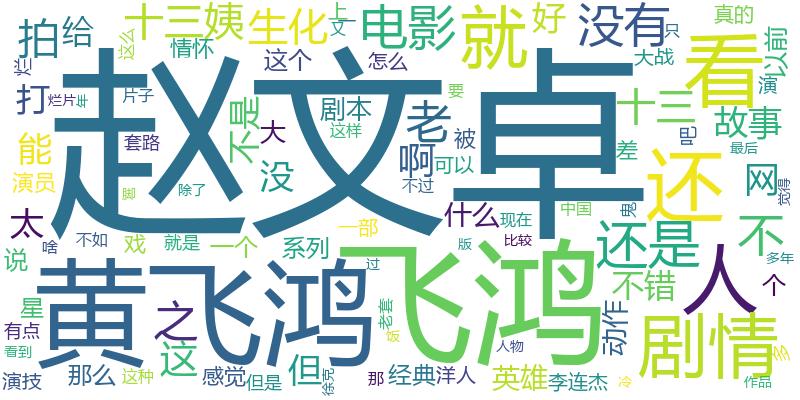 十三姨
生化
电影
就
好
没有
看
真的
以前
拍
给
情怀
上
文
一
这么
这个
怎么
只
大战
演
烂
打
烂片
年
片子
套路
不是
大
剧本
这样
老
啊
被
要
可以
十三
差
吧
故事
最后
赵文卓
能
演员
脚
除了
没
不过
还
网
觉得
太
啥
不如
戏
就是
一个
系列
一部
什么
现在
中国
比较
鬼
还是
不
多年
说
黄飞鸿
飞鸿
之
版
过
不错
人
个
星
有点
看到
这
老套
饭
人物
动作
剧情
多
演技
那么
这种
感觉
但是
但
徐克
那
经典
洋人
英雄
李连杰
冷
作品